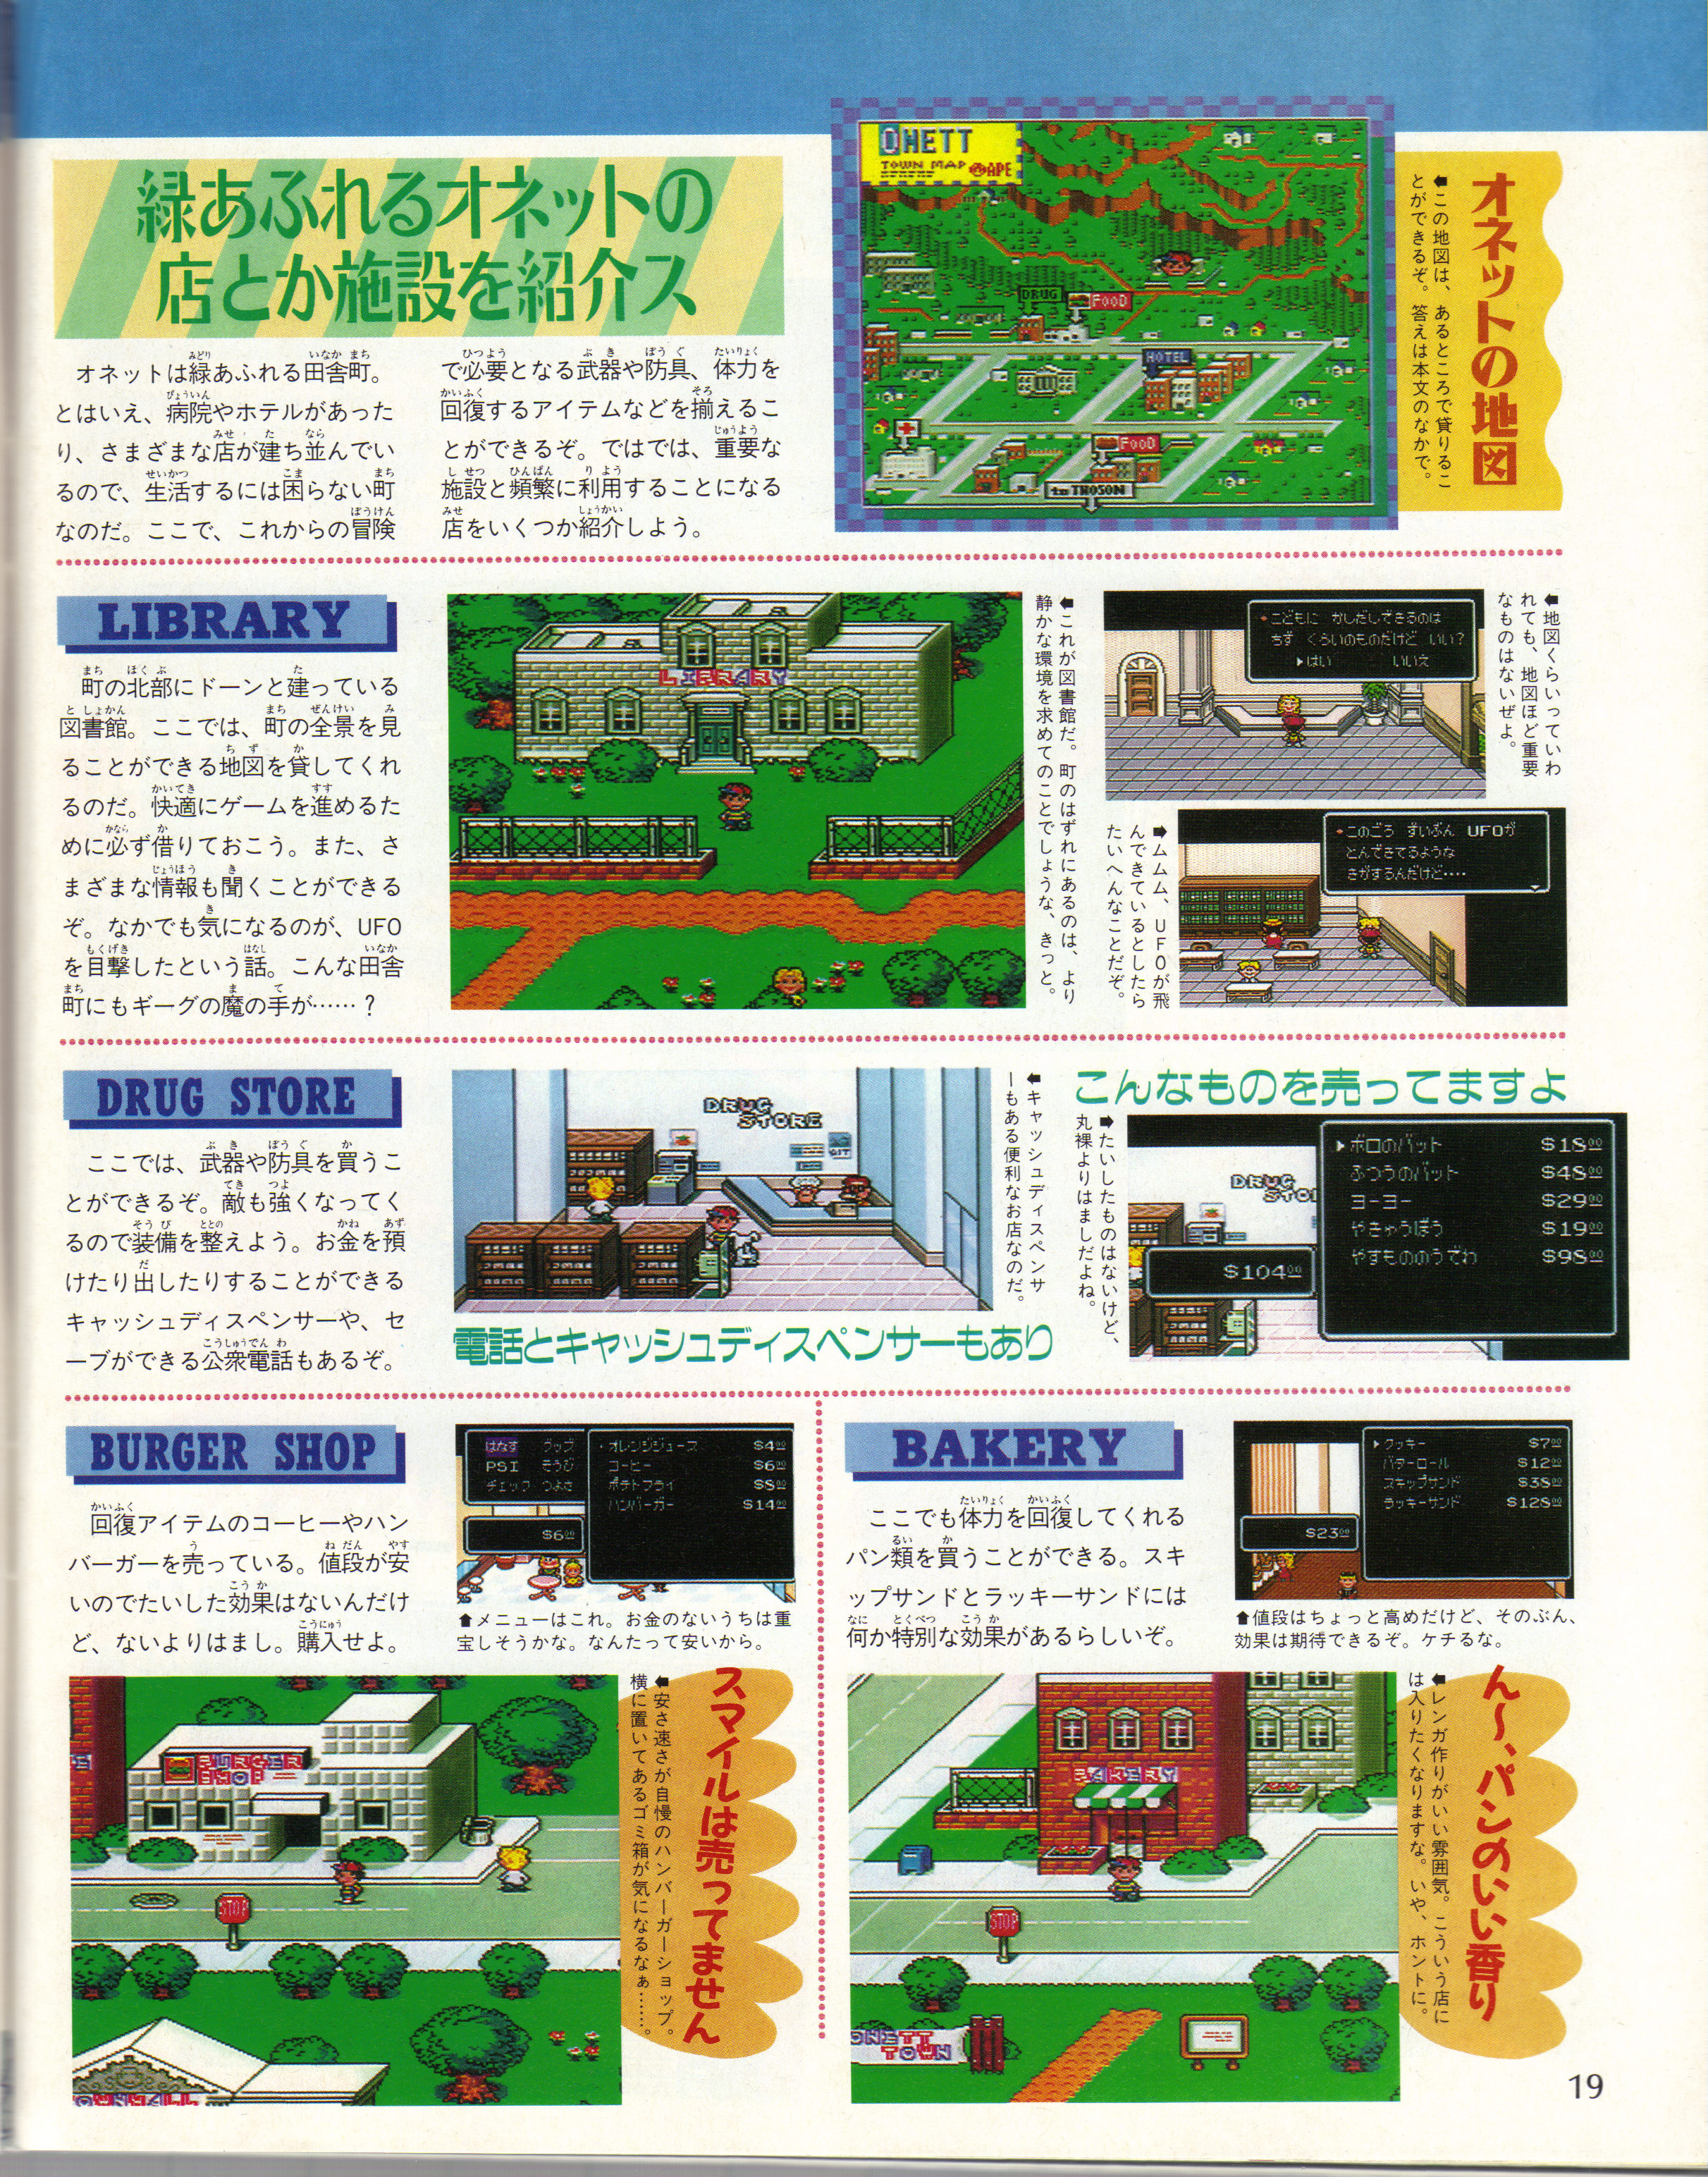 緑あふれるオネットの
店とか施設を紹介ス
オネットは緑あふれる田舎町。
とはいえ、病院やホテルがあった
り、さまざまな店が建ち並んでい
るので、生活するには困らない町
なのだ。ここで、これからの冒険
で必要となる武器や防具、体力を
回復するアイテムなどを揃えるこ
とができるぞ。ではでは、重要な
施設と頻繁に利用することになる
店をいくつか紹介しよう。
ONETT
TOWN MAP
APE
DRUG
FOOD
HOTEL
FOOD
to THOSON
オネットの地図
⬅この地図は、あるところで貸りるこ
とができるぞ。答えは本文のなかで。
LIBRARY
町の北部にドーンと建っている
図書館。ここでは、町の全景を見
ることができる地図を貸してくれ
るのだ。快適にゲームを進めるた
めに必ず借りておこう。また、さ
まざまな情報も聞くことができる
ぞ。なかでも気になるのが、UFO
を目撃したという話。こんな田舎
町にもギーグの魔の手が……？
LIBRARY
⬅これが図書館だ。町のはずれにあるのは、より
静かな環境を求めてのことでしょうな、きっと。
こどもに かしだしできるのは
ちず くらいのものだけど いい?
▶はい いいえ
⬅地図くらいっていわ
れても、地図ほど重要
なものはないぜよ。
このごろ ずいぶん UFOが
とんできてるような
きがするんだけど‥‥
➡ムムム、UFOが飛
んできているとしたら
たいへんなことだぞ。
DRUG STORE
ここでは、武器や防具を買うこ
とができるぞ。敵も強くなってく
るので装備を整えよう。お金を預
けたり出したりすることができる
キャッシュディスペンサーや、セ
ーブができる公衆電話もあるぞ。
DRUG
STORE
⬅キャッシュディスペンサ
ーもある便利なお店なのだ。
電話とキャッシュディスペンサーもあり
こんなものを売ってますよ
➡たいしたものはないけど、
丸裸よりはましだよね。
▶ボロのバット $18.00
ふつうのバット $48.00
ヨーヨー $29.00
やきゅうぼう $19.00
やすもののうでわ $98.00
$104.00
BURGER SHOP
回復アイテムのコーヒーやハン
バーガーを売っている。値段が安
いのでたいした効果はないんだけ
ど、ないよりはまし。購入せよ。
はなす グッズ
PSI そうび
チェック つよさ
オレンジジュース $4.00
コーヒー $6.00
ポテトフライ $8.00
ハンバーガー $14.00
$6.00
⬆メニューはこれ。お金のないうちは重
宝しそうかな。なんたって安いから。
BURGER
SHOP
STOP
スマイルは売ってません
⬅安さ速さが自慢のハンバーガーショップ。
横に置いてあるゴミ箱が気になるなぁ……。
BAKERY
ここでも体力を回復してくれる
パン類を買うことができる。スキ
ップサンドとラッキーサンドには
何か特別な効果があるらしいぞ。
▶クッキー $7.00
バターロール $12.00
スキップサンド $38.00
ラッキーサンド $128.00
$23.00
⬆値段はちょっと高めだけど、そのぶん、
効果は期待できるぞ。ケチるな。
BAKERY
STOP
ONETT
TOWN
ん〜、パンのいい香り
⬅レンガ作りがいい雰囲気。こういう店に
は入りたくなりますな。いや、ホントに。
19